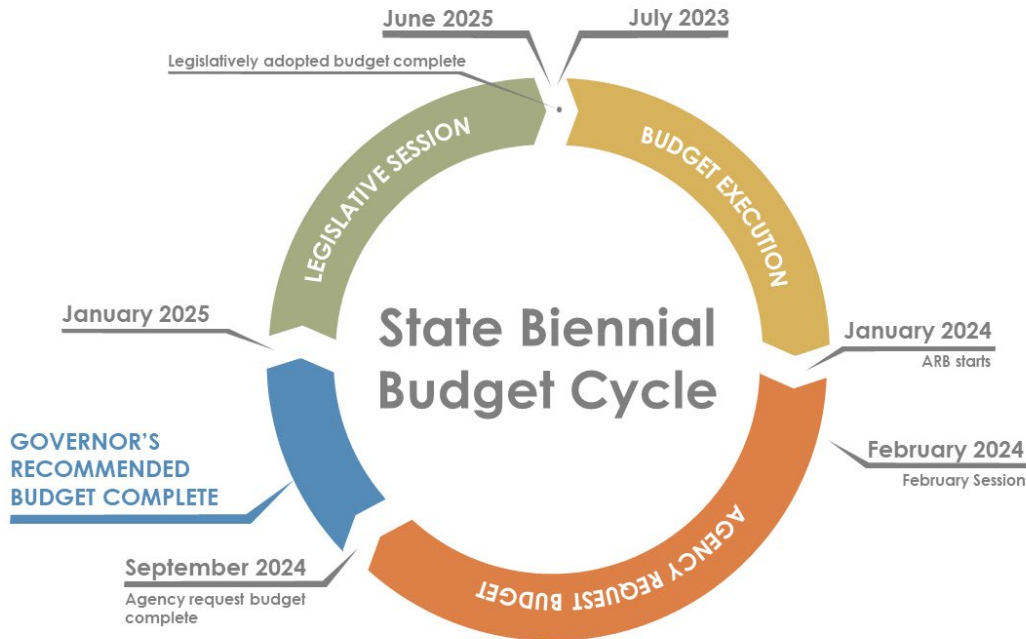 June 2025
July 2023
Legislatively adopted budget complete
LEGISLATIVE SESSION
BUDGET EXECUTION
State Biennial
Budget Cycle
January 2025
January 2024
ARB starts
GOVERNOR’S
RECOMMENDED
BUDGET COMPLETE
February 2024
February Session
AGENCY REQUEST BUDGET
September 2024
Agency request budget
complete